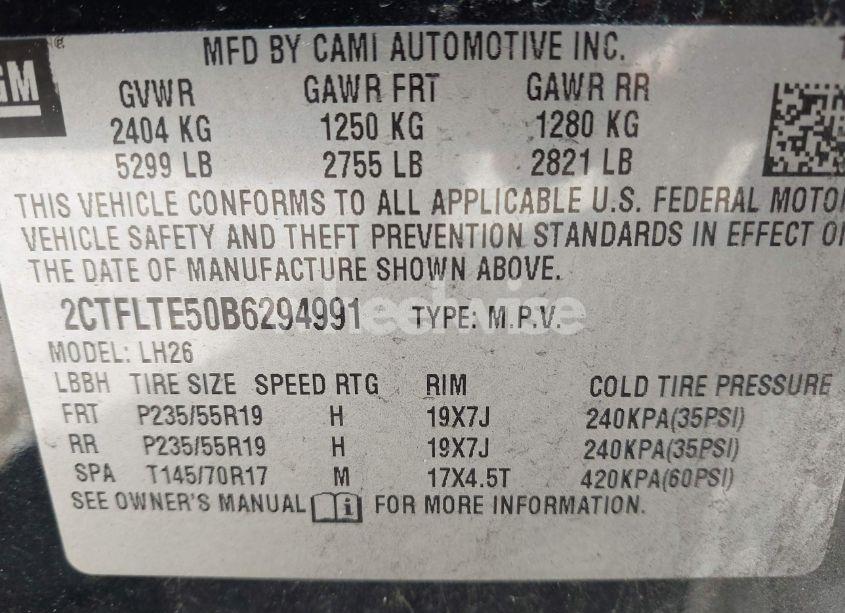 GM
MFD BY CAMI AUTOMOTIVE INC.
GVWR GAWR FRT GAWR RR
2404 KG 1250 KG 1280 KG
5299 LB 2755 LB 2821 LB
THIS VEHICLE CONFORMS TO ALL APPLICABLE U.S. FEDERAL MOTOR
VEHICLE SAFETY AND THEFT PREVENTION STANDARDS IN EFFECT ON
THE DATE OF MANUFACTURE SHOWN ABOVE.
2CTFLTE50B6294991 TYPE: M.P.V.
MODEL: LH26
LBBH TIRE SIZE SPEED RTG RIM COLD TIRE PRESSURE
FRT P235/55R19 H 19X7J 240KPA(35PSI)
RR P235/55R19 H 19X7J 240KPA(35PSI)
SPA T145/70R17 M 17X4.5T 420KPA(60PSI)
SEE OWNER'S MANUAL FOR MORE INFORMATION.